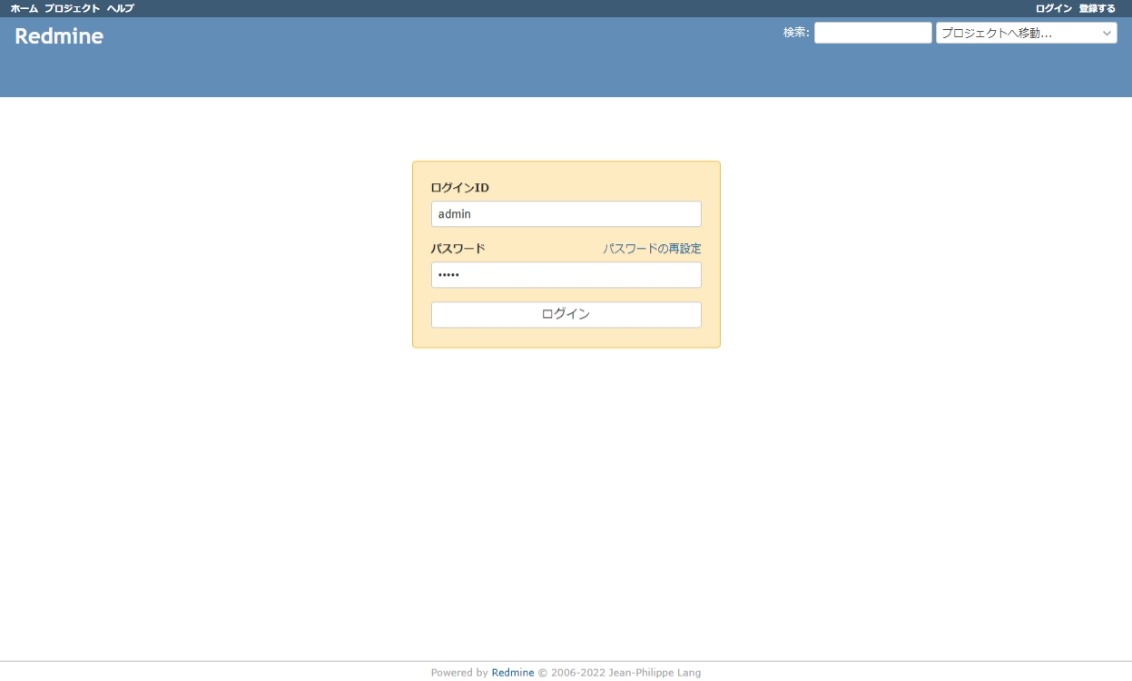 ホーム プロジェクト ヘルプ ログイン 登録する
Redmine 検索: プロジェクトへ移動...
ログインID
admin
パスワード パスワードの再設定
•••••
ログイン
Powered by Redmine © 2006-2022 Jean-Philippe Lang